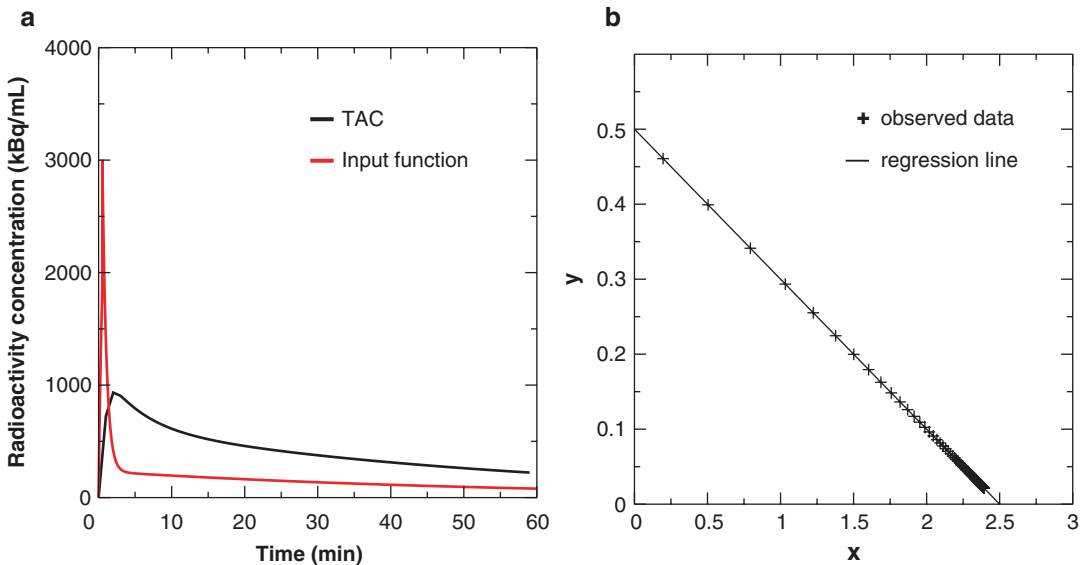 a
Radioactivity concentration (kBq/mL)
4000
3000
2000
1000
0
TAC
Input function
0 10 20 30 40 50 60
Time (min)
b
y
0.5
0.4
0.3
0.2
0.1
0
observed data
regression line
0 0.5 1 1.5 2 2.5 3
x